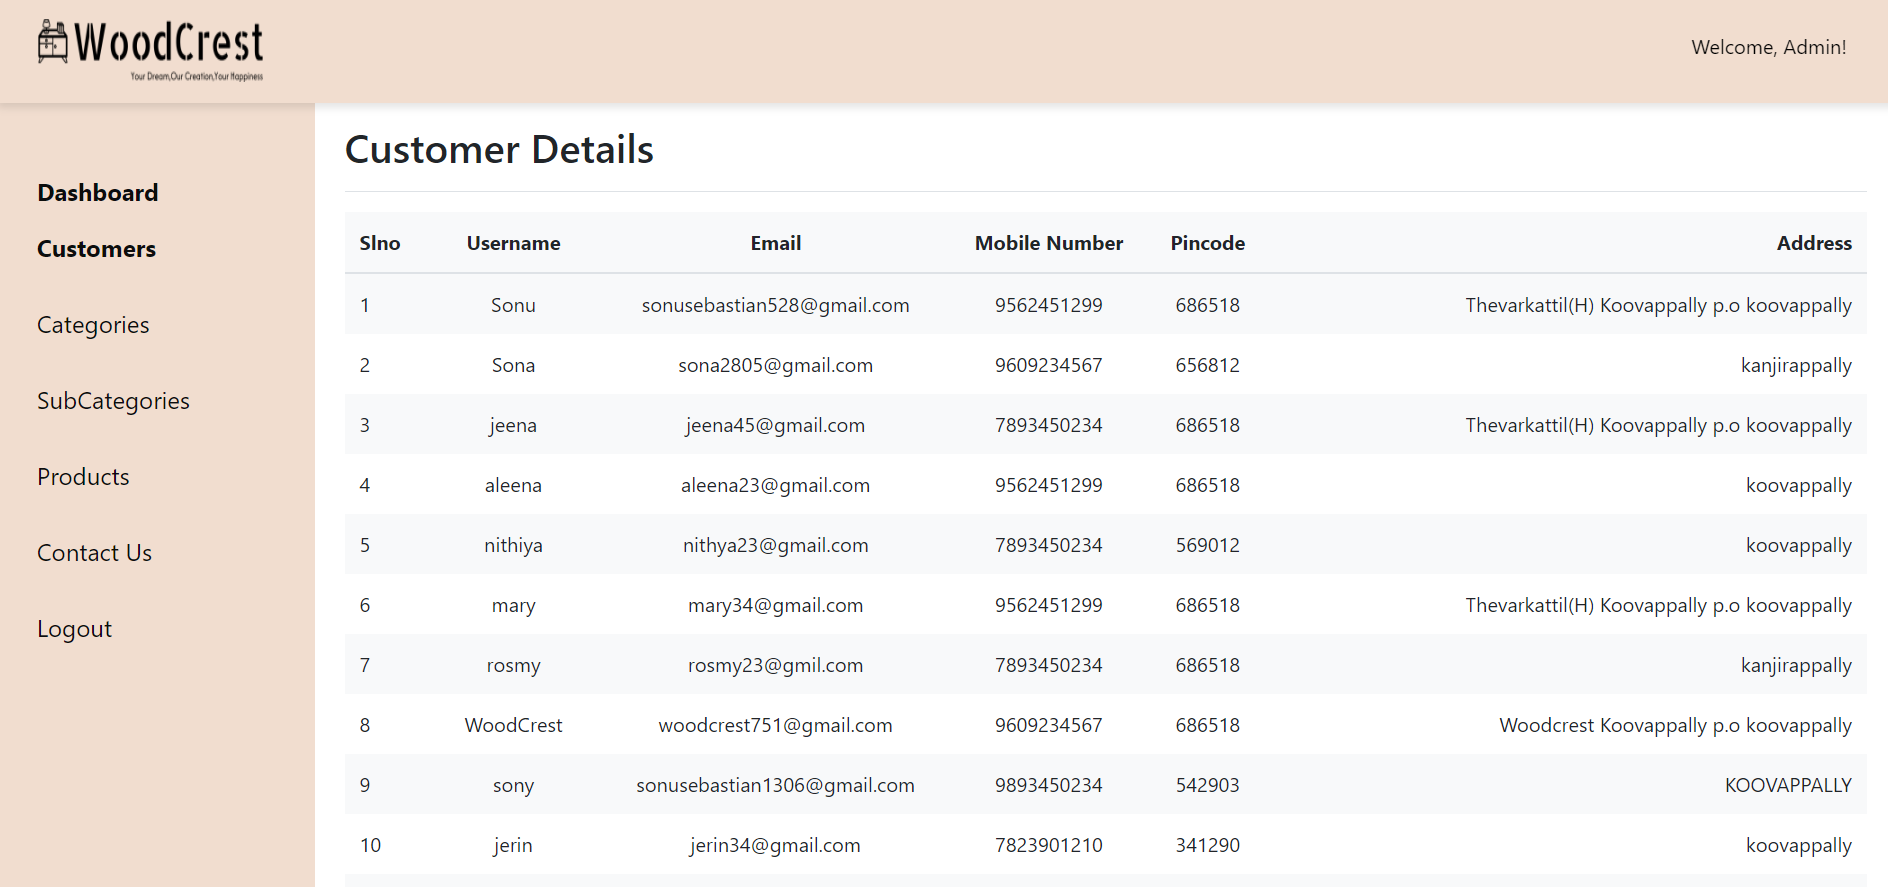 WoodCrest
Your Dream,Our Creation,Your Happiness
Welcome, Admin!
Dashboard
Customers
Categories
SubCategories
Products
Contact Us
Logout
Customer Details
Slno Username Email Mobile Number Pincode Address
1 Sonu sonusebastian528@gmail.com 9562451299 686518 Thevarkattil(H) Koovappally p.o koovappally
2 Sona sona2805@gmail.com 9609234567 656812 kanjirappally
3 jeena jeena45@gmail.com 7893450234 686518 Thevarkattil(H) Koovappally p.o koovappally
4 aleena aleena23@gmail.com 9562451299 686518 koovappally
5 nithiya nithya23@gmail.com 7893450234 569012 koovappally
6 mary mary34@gmail.com 9562451299 686518 Thevarkattil(H) Koovappally p.o koovappally
7 rosmy rosmy23@gmil.com 7893450234 686518 kanjirappally
8 WoodCrest woodcrest751@gmail.com 9609234567 686518 Woodcrest Koovappally p.o koovappally
9 sony sonusebastian1306@gmail.com 9893450234 542903 KOOVAPPALLY
10 jerin jerin34@gmail.com 7823901210 341290 koovappally